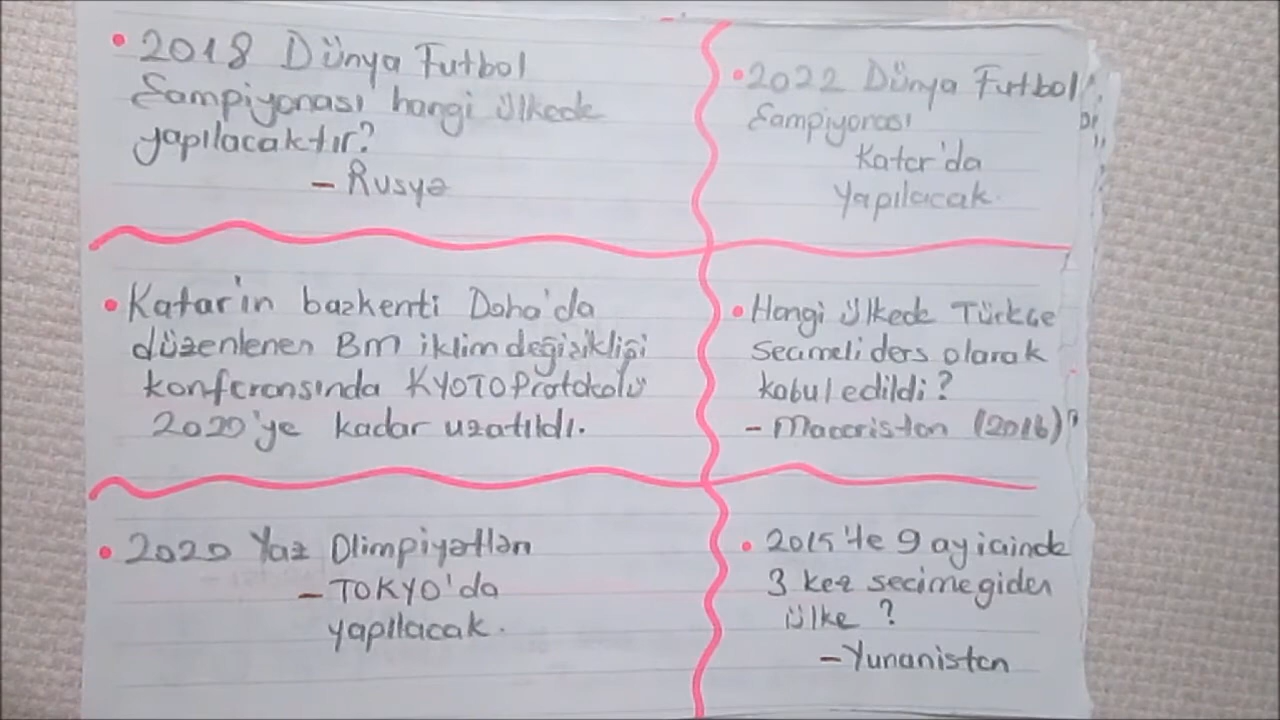 • 2018 Dünya Futbol
Şampiyonası hangi ülkede
yapılacaktır?
- Rusya
• 2022 Dünya Futbol
Şampiyonası
Katar'da
Yapılacak.
• Katar'ın başkenti Doha'da
düzenlenen BM iklim değişikliği
konferansında KYOTO Protokolü
2020'ye kadar uzatıldı.
• Hangi ülkede Türkçe
seçmeli ders olarak
kabul edildi?
- Macaristan (2016)
• 2020 Yaz Olimpiyatları
- TOKYO'da
yapılacak.
• 2015'te 9 ay içinde
3 kez seçime giden
ülke ?
- Yunanistan